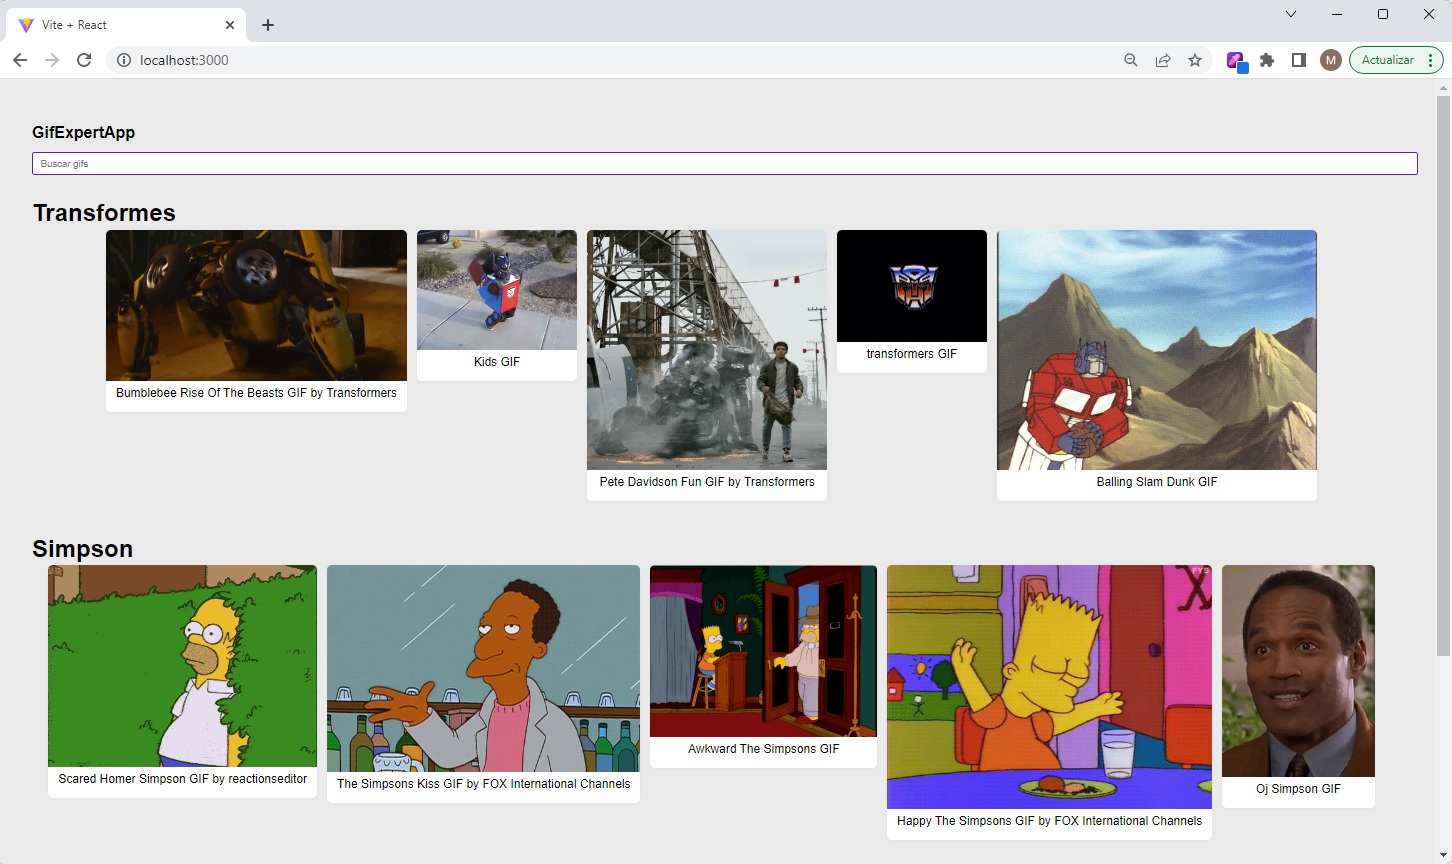 Vite + React
localhost:3000
M
Actualizar
GifExpertApp
Buscar gifs
Transformes
Bumblebee Rise Of The Beasts GIF by Transformers
Kids GIF
Pete Davidson Fun GIF by Transformers
transformers GIF
Balling Slam Dunk GIF
Simpson
FYS
Scared Homer Simpson GIF by reactionseditor
The Simpsons Kiss GIF by FOX International Channels
Awkward The Simpsons GIF
Happy The Simpsons GIF by FOX International Channels
Oj Simpson GIF